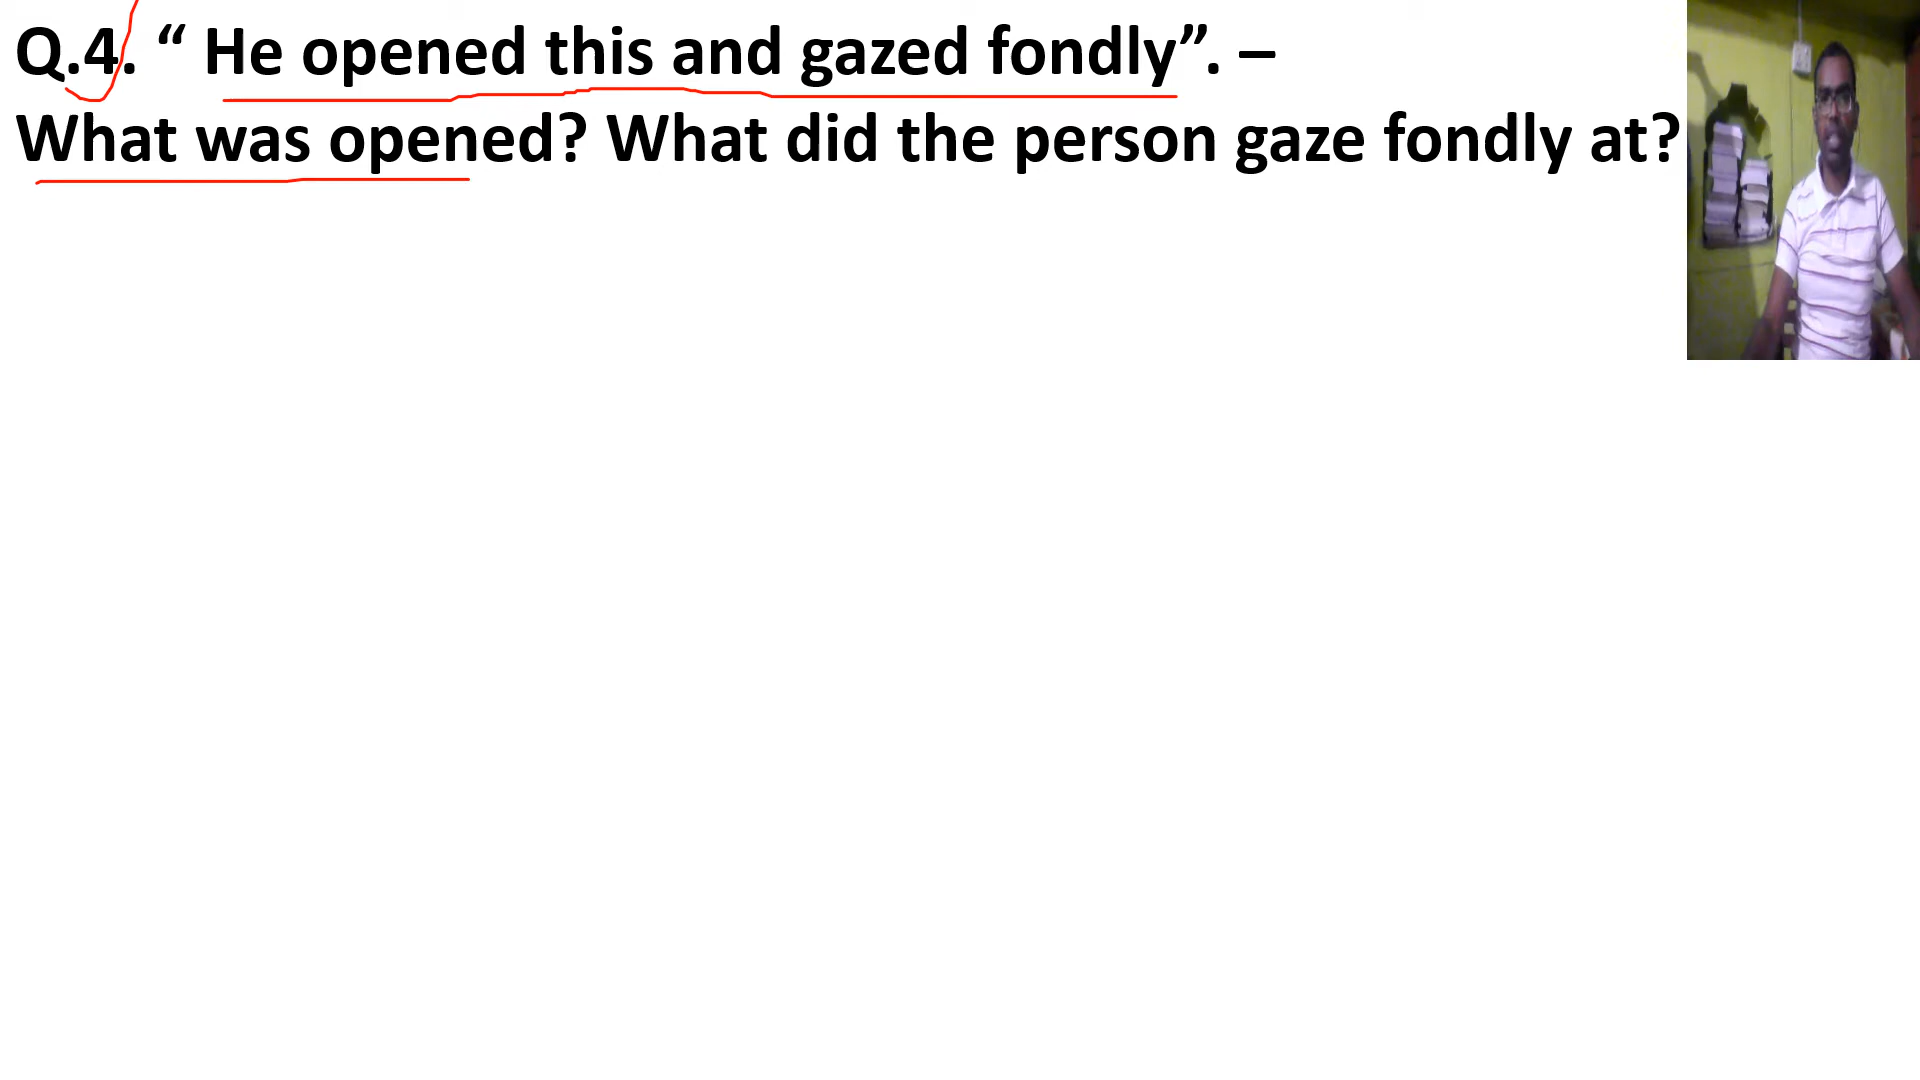 Q.4. “ He opened this and gazed fondly”. –
What was opened? What did the person gaze fondly at?